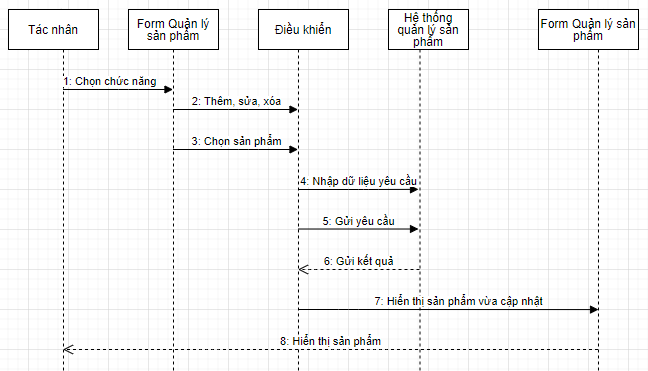 Tác nhân
Form Quản lý
sản phẩm
Điều khiển
Hệ thống
quản lý sản
phẩm
Form Quản lý sản
phẩm
1: Chọn chức năng
2: Thêm, sửa, xóa
3: Chọn sản phẩm
4: Nhập dữ liệu yêu cầu
5: Gửi yêu cầu
6: Gửi kết quả
7: Hiển thị sản phẩm vừa cập nhật
8: Hiển thị sản phẩm